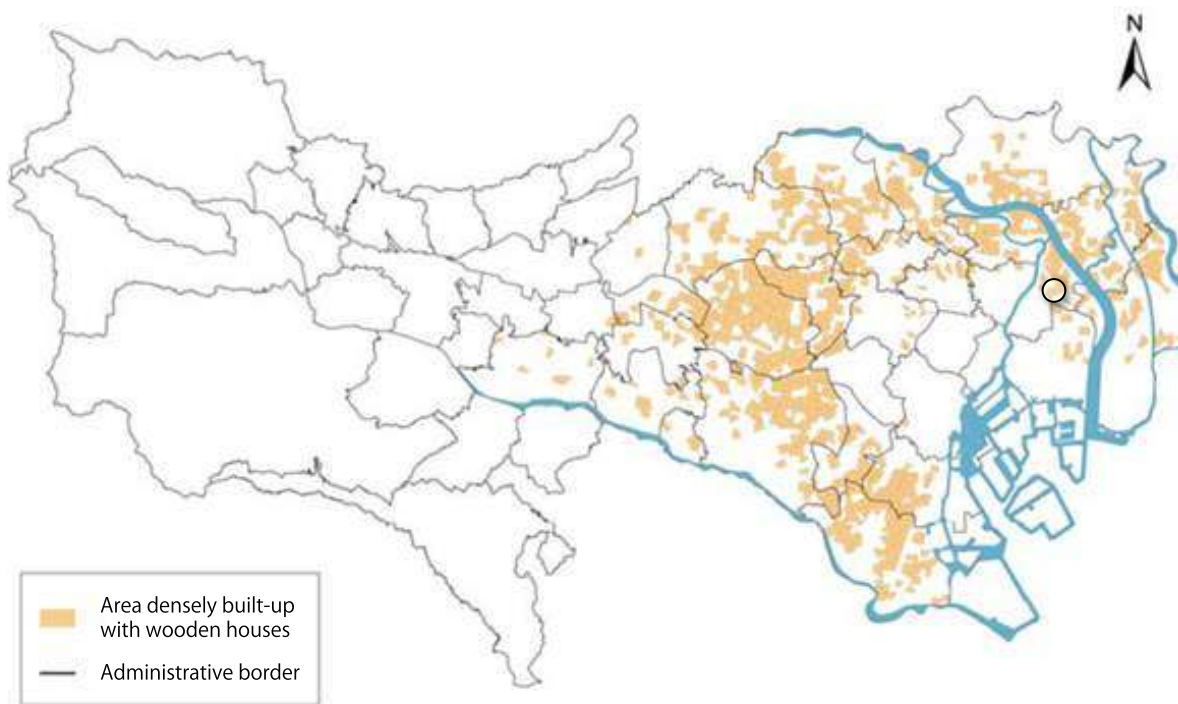 N
Area densely built-up
with wooden houses
Administrative border